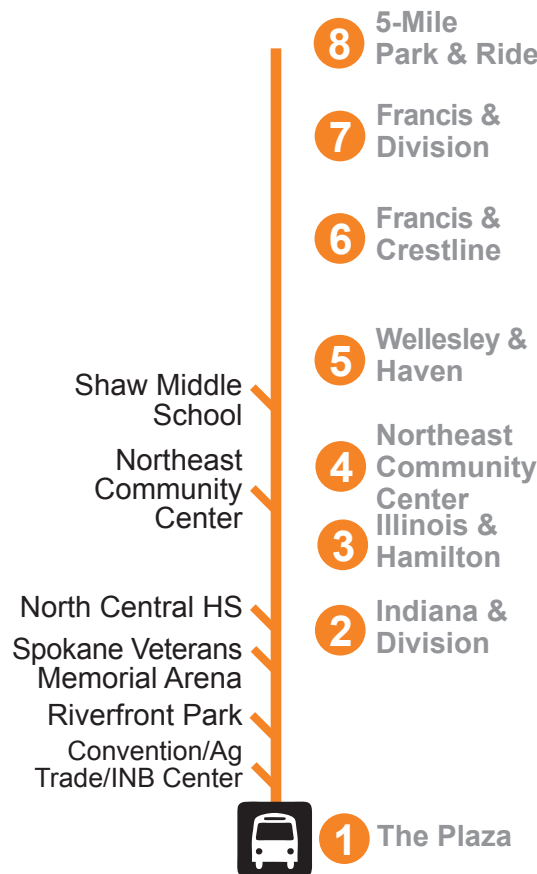 8
5-Mile
Park & Ride
7
Francis &
Division
6
Francis &
Crestline
5
Wellesley &
Haven
Shaw Middle
School
4
Northeast
Community
Center
Northeast
Community
Center
3
Illinois &
Hamilton
North Central HS
2
Indiana &
Division
Spokane Veterans
Memorial Arena
Riverfront Park
Convention/Ag
Trade/INB Center
1
The Plaza